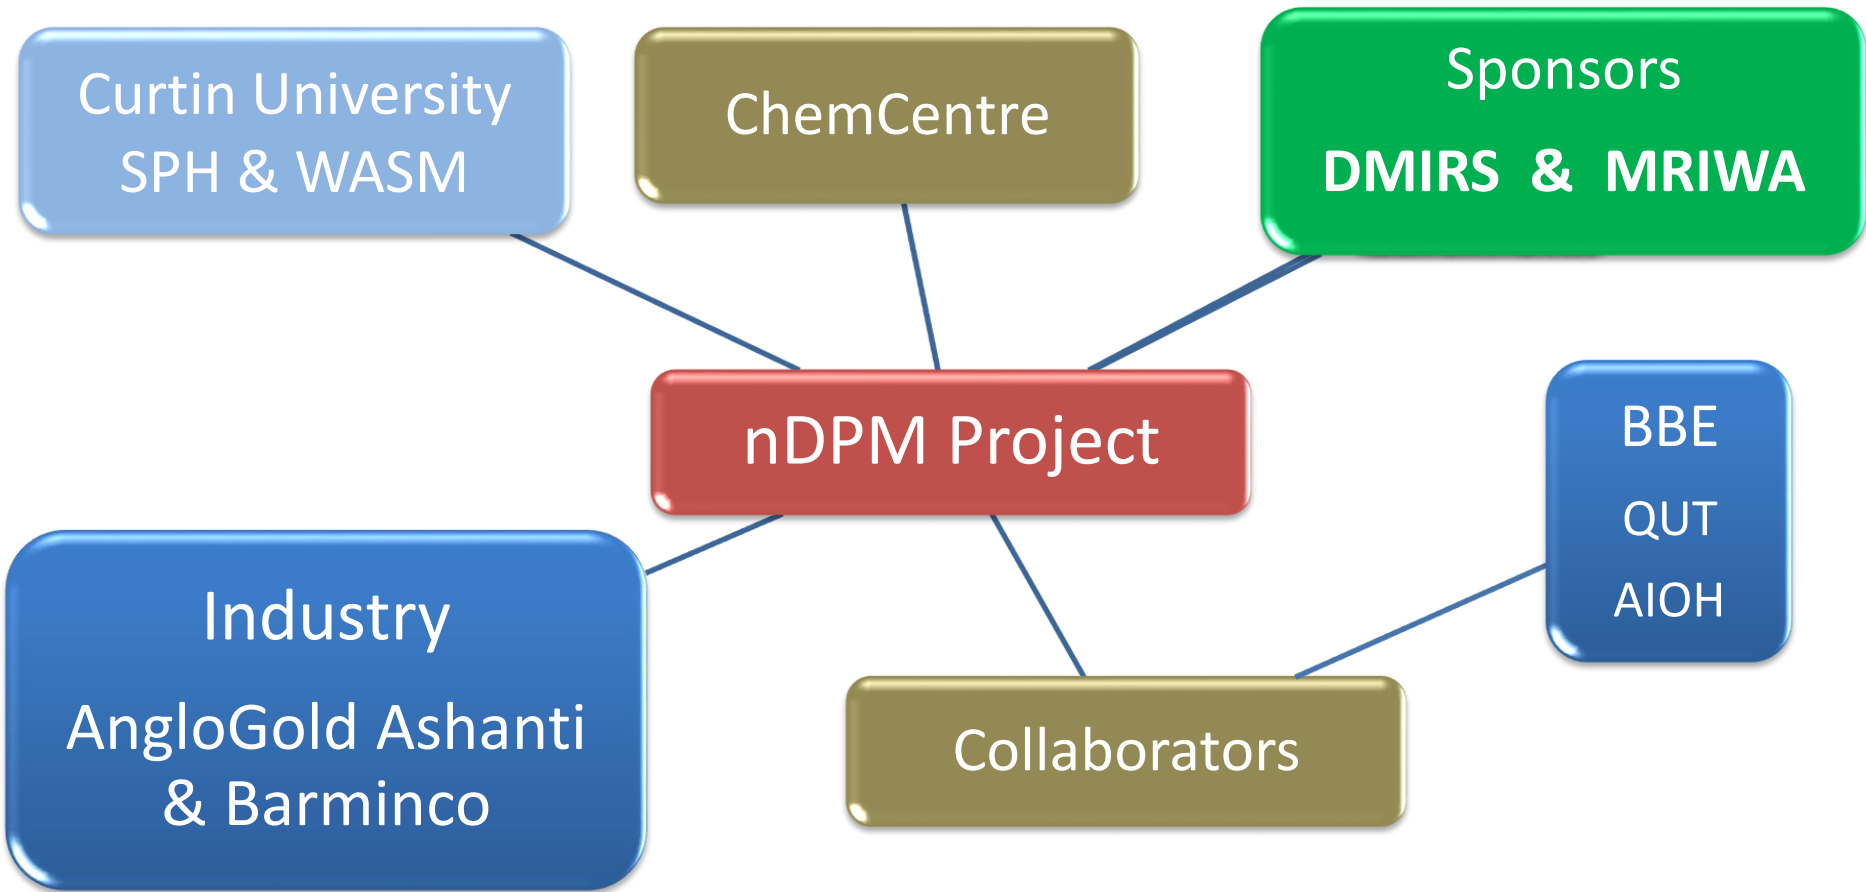 Curtin University
SPH & WASM
ChemCentre
Sponsors
DMIRS & MRIWA
nDPM Project
BBE
QUT
AIOH
Industry
AngloGold Ashanti
& Barminco
Collaborators